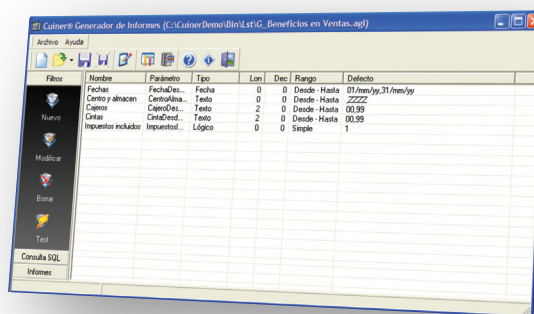 Cuiner® Generador de Informes (C:\CuinerDemo\Bin\Lst\G_Beneficios en Ventas.agf)
Archivo Ayuda
Filtros
Nombre Parámetro Tipo Lon Dec Rango Defecto
Fechas FechaDes... Fecha 0 0 Desde - Hasta 01/mm/yy,31/mm/yy
Centro y almacen CentroAlma... Texto 0 0 Desde - Hasta ,ZZZZ
Cajeros CajeroDes... Texto 2 0 Desde - Hasta 00,99
Cintas CintaDesd... Texto 2 0 Desde - Hasta 00,99
Impuestos incluidos ImpuestosI... Lógico 0 0 Simple 1
Nuevo
Modificar
Borrar
Test
Consulta SQL
Informes